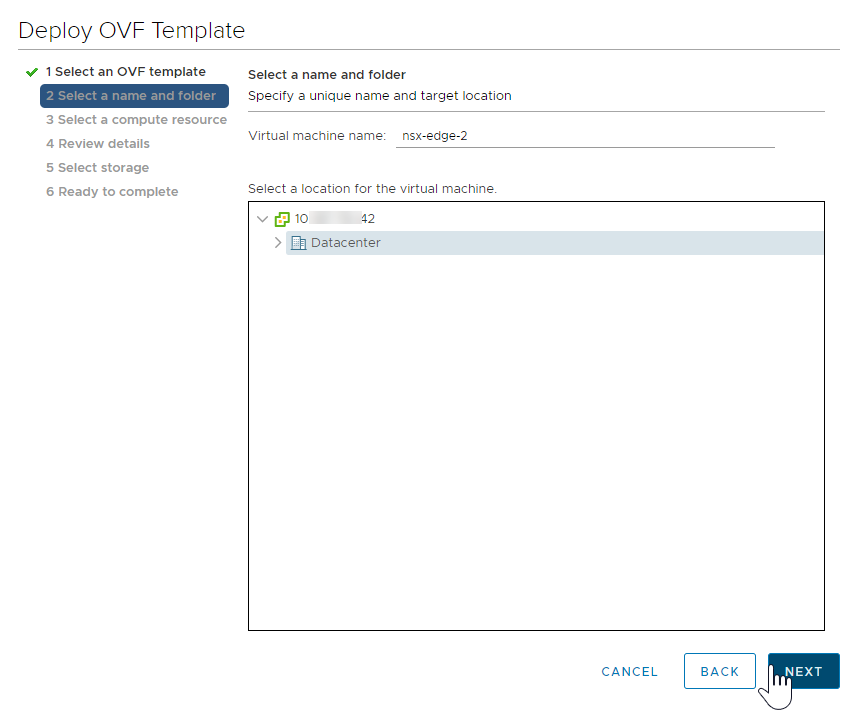 Deploy OVF Template
1 Select an OVF template
2 Select a name and folder
3 Select a compute resource
4 Review details
5 Select storage
6 Ready to complete
Select a name and folder
Specify a unique name and target location
Virtual machine name: nsx-edge-2
Select a location for the virtual machine.
10 42
Datacenter
CANCEL BACK NEXT